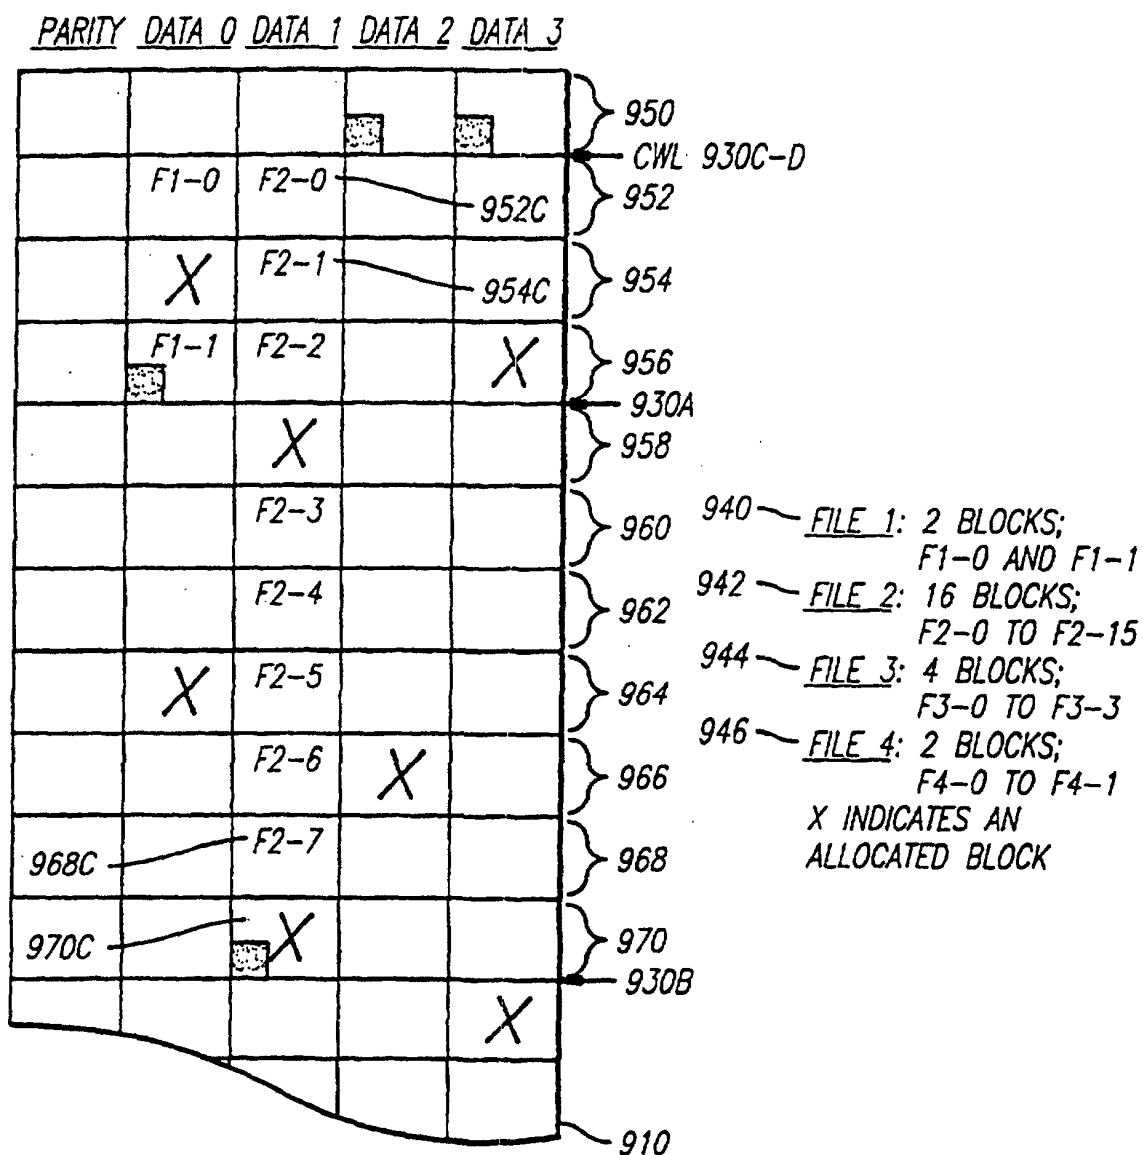 PARITY DATA 0 DATA 1 DATA 2 DATA 3
950
CWL 930C-D
F1-0 F2-0
952C
952
X F2-1
954C
954
F1-1 F2-2 X
956
930A
X
958
F2-3
960
F2-4
962
X F2-5
964
F2-6 X
966
F2-7
968C
968
970C
X
970
930B
X
910
940 FILE 1: 2 BLOCKS;
F1-0 AND F1-1
942 FILE 2: 16 BLOCKS;
F2-0 TO F2-15
944 FILE 3: 4 BLOCKS;
F3-0 TO F3-3
946 FILE 4: 2 BLOCKS;
F4-0 TO F4-1
X INDICATES AN
ALLOCATED BLOCK